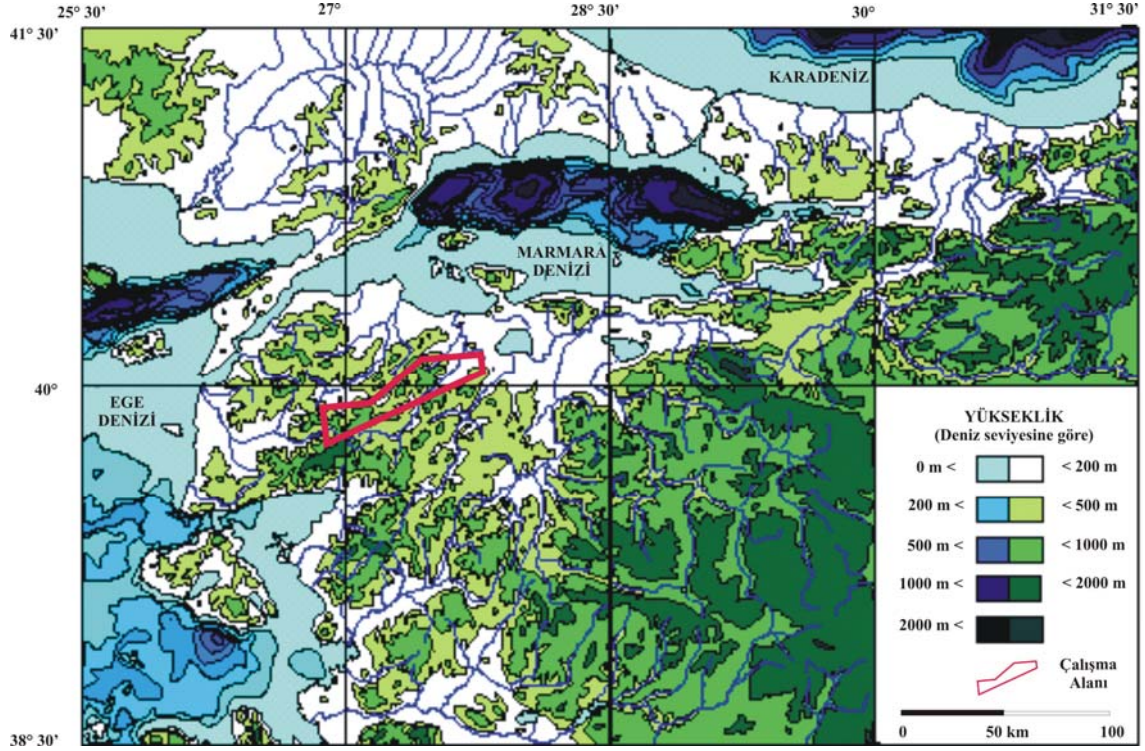 25° 30' 27° 28° 30' 30° 31° 30'
41° 30'
KARADENİZ
MARMARA
DENİZİ
40°
EGE
DENİZİ
38° 30'
YÜKSEKLİK
(Deniz seviyesine göre)
0 m < < 200 m
200 m < < 500 m
500 m < < 1000 m
1000 m < < 2000 m
2000 m <
Çalışma
Alanı
0 50 km 100